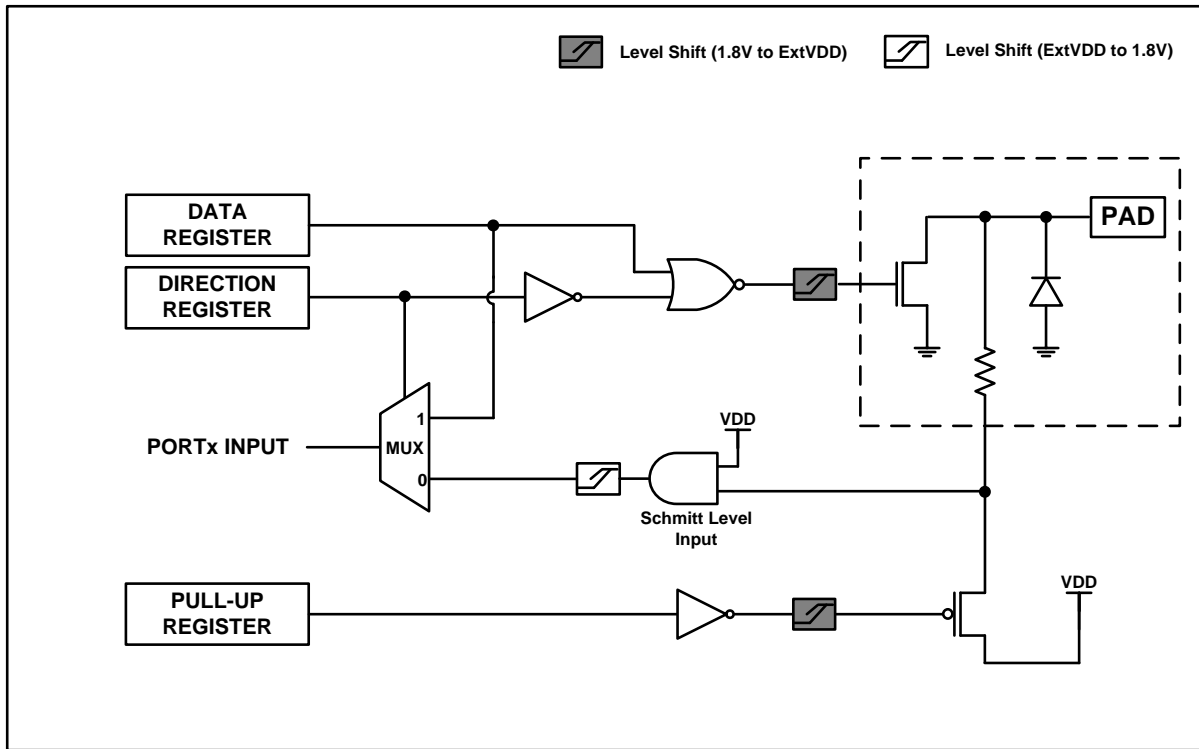 Level Shift (1.8V to ExtVDD)
Level Shift (ExtVDD to 1.8V)
DATA
REGISTER
PAD
DIRECTION
REGISTER
1
VDD
PORTx INPUT
MUX
0
Schmitt Level
Input
PULL-UP
REGISTER
VDD